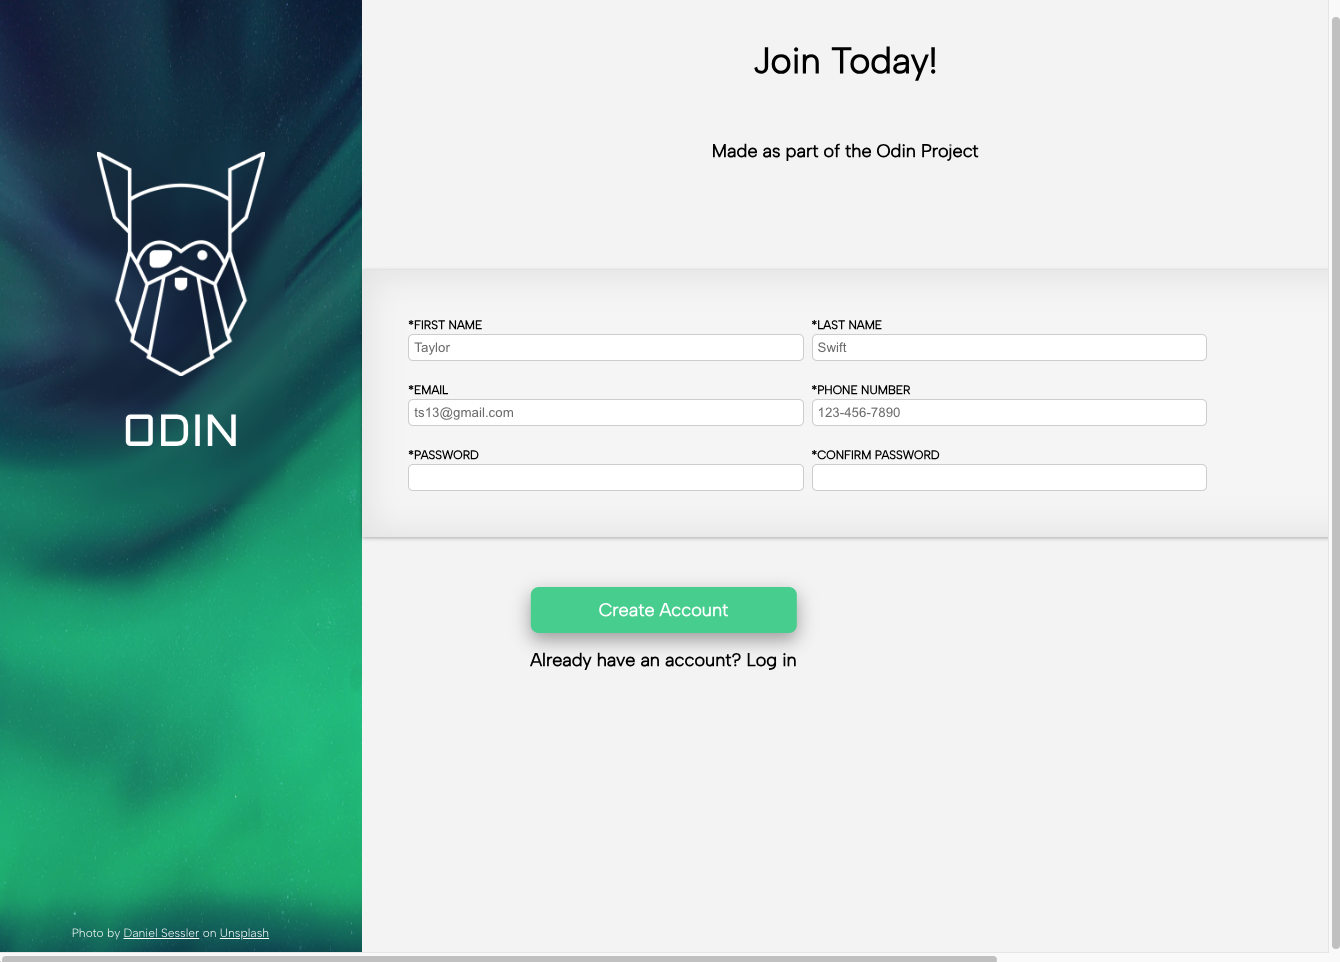 ODIN
Photo by Daniel Sessler on Unsplash
Join Today!
Made as part of the Odin Project
*FIRST NAME
Taylor
*LAST NAME
Swift
*EMAIL
ts13@gmail.com
*PHONE NUMBER
123-456-7890
*PASSWORD
*CONFIRM PASSWORD
Create Account
Already have an account? Log in